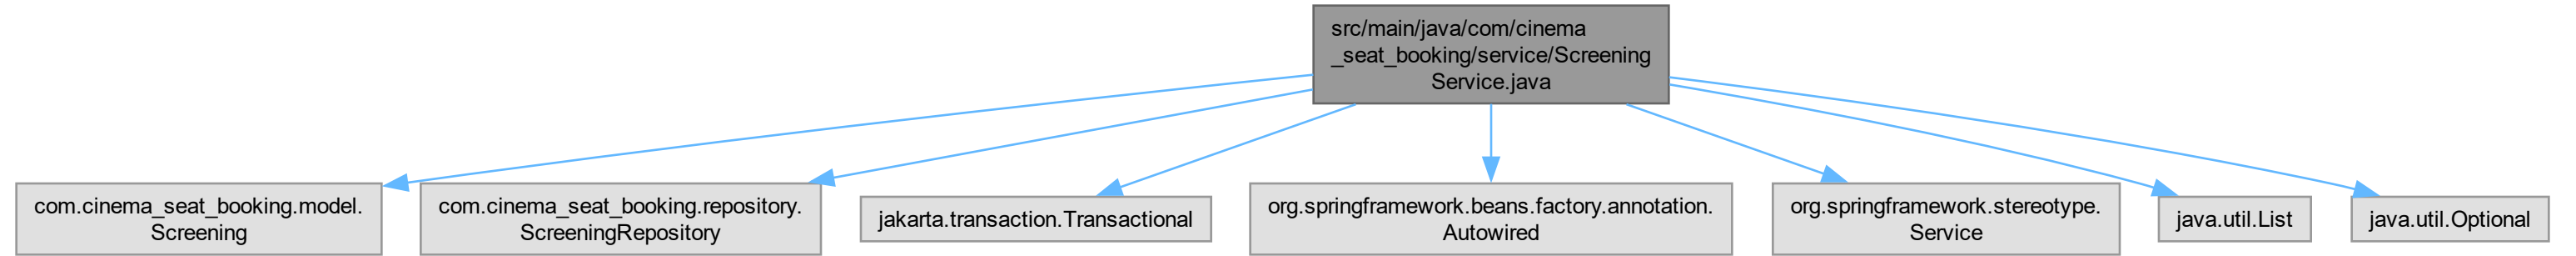 src/main/java/com/cinema
_seat_booking/service/Screening
Service.java
com.cinema_seat_booking.model.
Screening
com.cinema_seat_booking.repository.
ScreeningRepository
jakarta.transaction.Transactional
org.springframework.beans.factory.annotation.
Autowired
org.springframework.stereotype.
Service
java.util.List
java.util.Optional